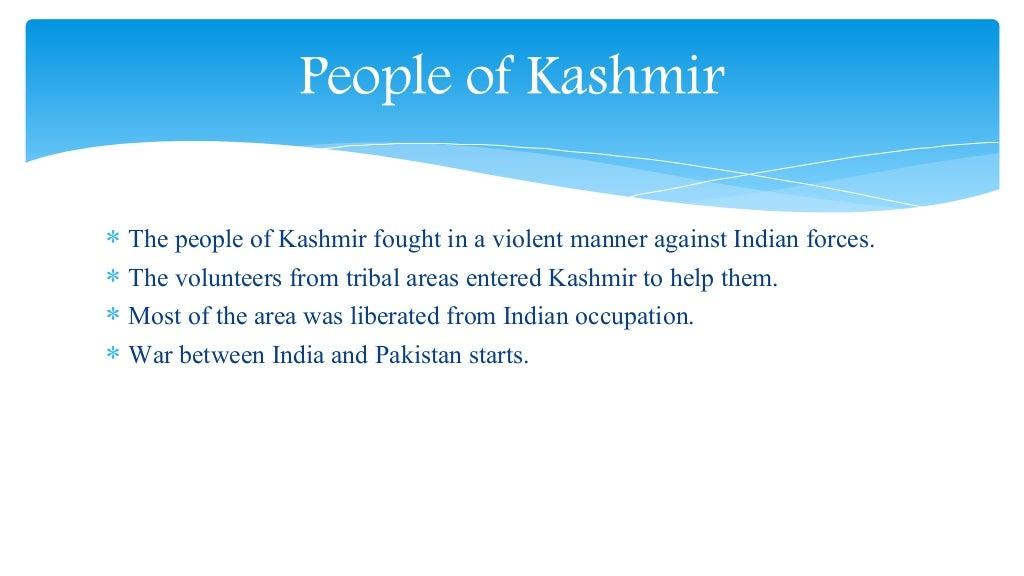 People of Kashmir
* The people of Kashmir fought in a violent manner against Indian forces.
* The volunteers from tribal areas entered Kashmir to help them.
* Most of the area was liberated from Indian occupation.
* War between India and Pakistan starts.